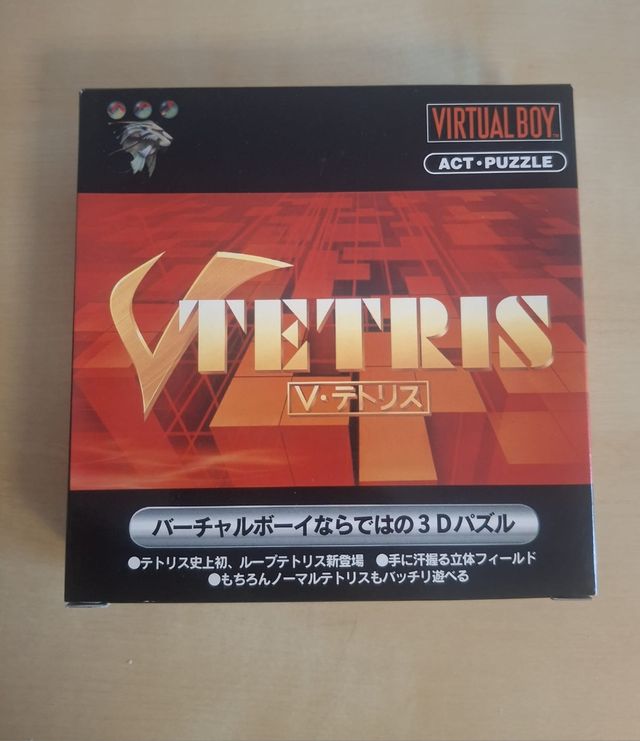 VIRTUAL BOY™
ACT・PUZZLE
V TETRIS
V・テトリス
バーチャルボーイならではの3Dパズル
●テトリス史上初、ループテトリス新登場 ●手に汗握る立体フィールド
●もちろんノーマルテトリスもバッチリ遊べる